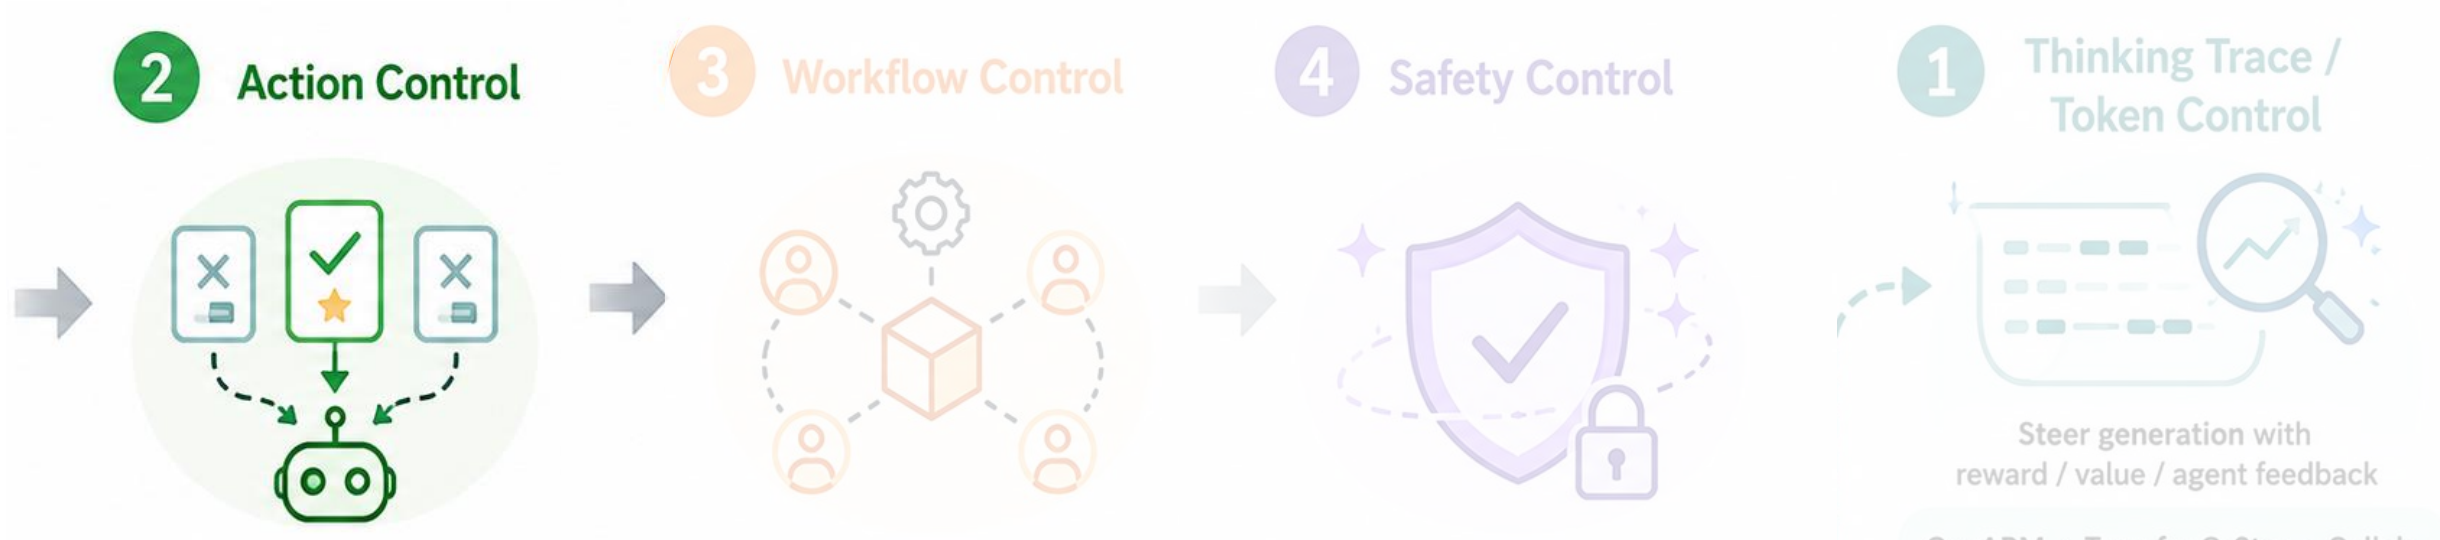 2 Action Control
3 Workflow Control
4 Safety Control
1 Thinking Trace /
Token Control
Steer generation with
reward / value / agent feedback